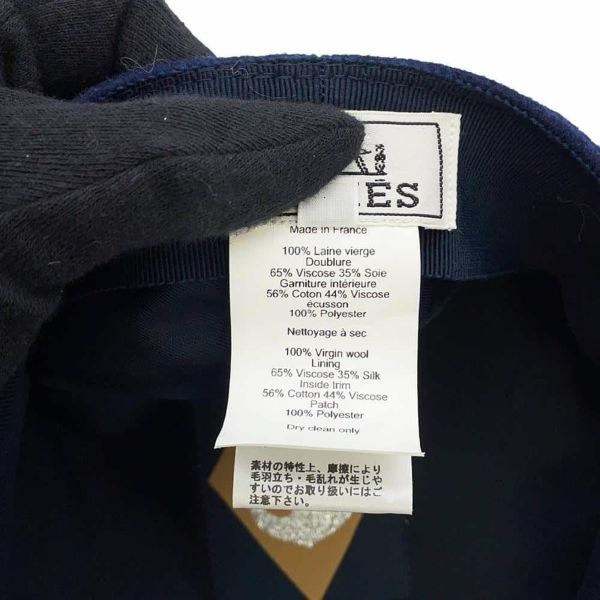 ES
Made in France
100% Laine vierge
Doublure
65% Viscose 35% Soie
Garniture intérieure
56% Coton 44% Viscose
écusson
100% Polyester
Nettoyage à sec
100% Virgin wool
Lining
65% Viscose 35% Silk
Inside trim
56% Cotton 44% Viscose
Patch
100% Polyester
Dry clean only
素材の特性上、摩擦により
毛羽立ち・毛乱れが生じや
すいのでお取り扱いにはご
注意下さい。